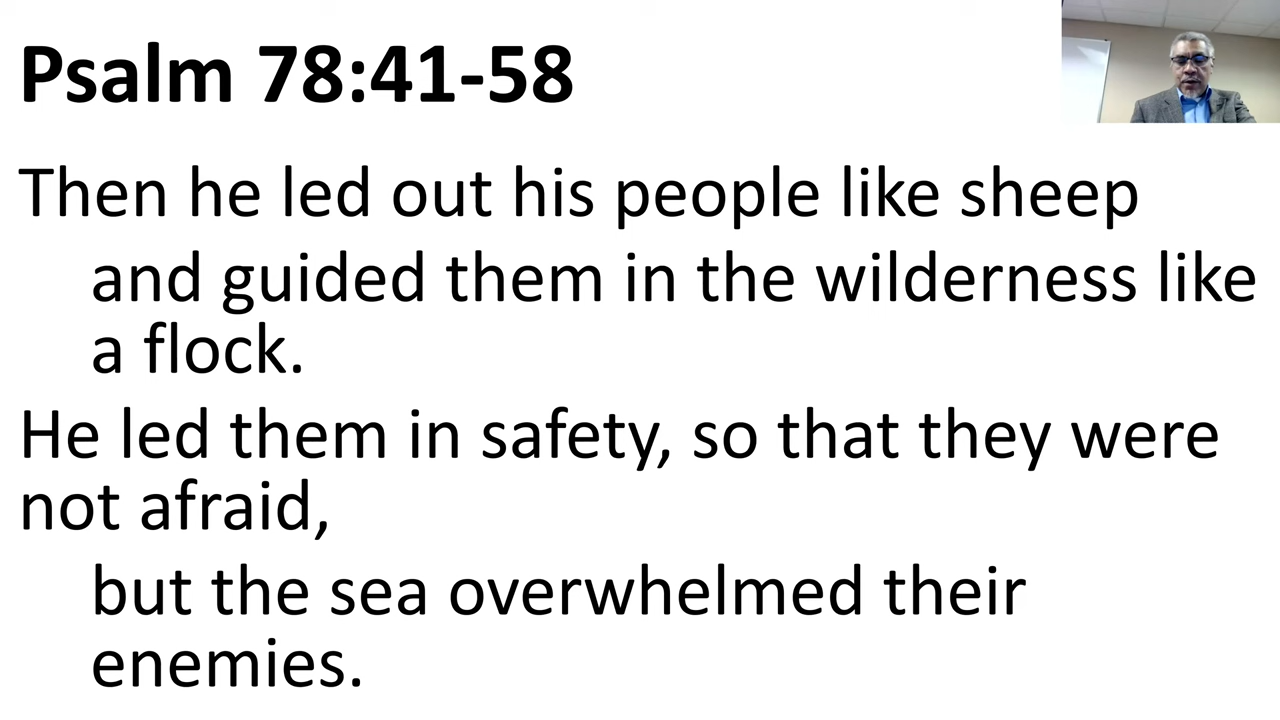 Psalm 78:41-58
Then he led out his people like sheep
and guided them in the wilderness like
a flock.
He led them in safety, so that they were
not afraid,
but the sea overwhelmed their
enemies.